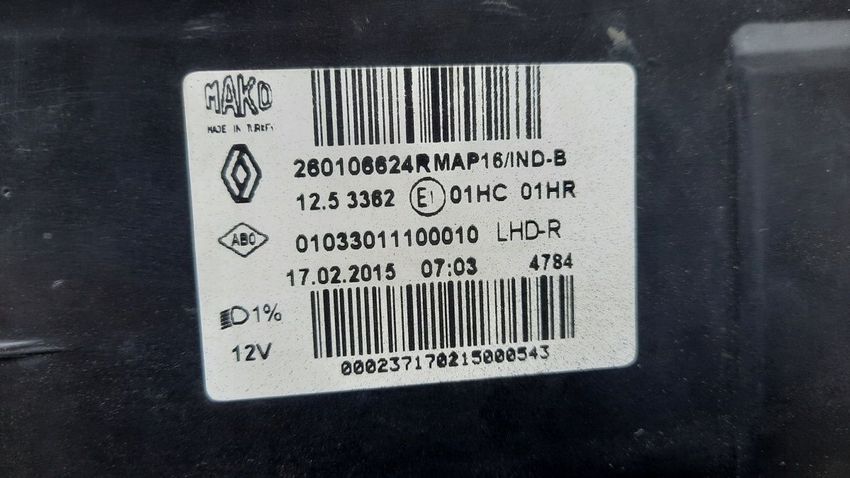 MAKO
MADE IN TURKEY
260106624R MAP16/IND-B
12.5 3362 E1 01HC 01HR
ABO 01033011100010 LHD-R
17.02.2015 07:03 4784
1%
12V
000237170215000543